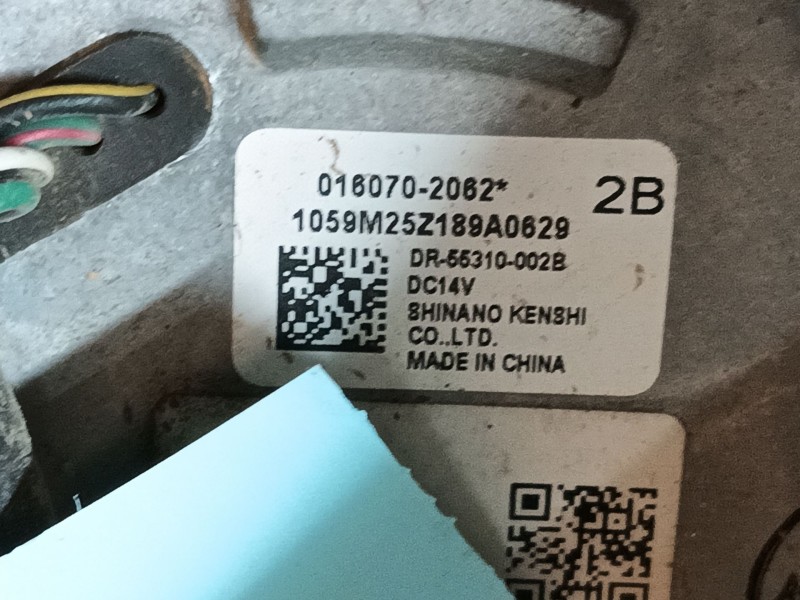 016070-2062*
2B
1059M25Z189A0629
DR-55310-002B
DC14V
SHINANO KENSHI
CO.,LTD.
MADE IN CHINA